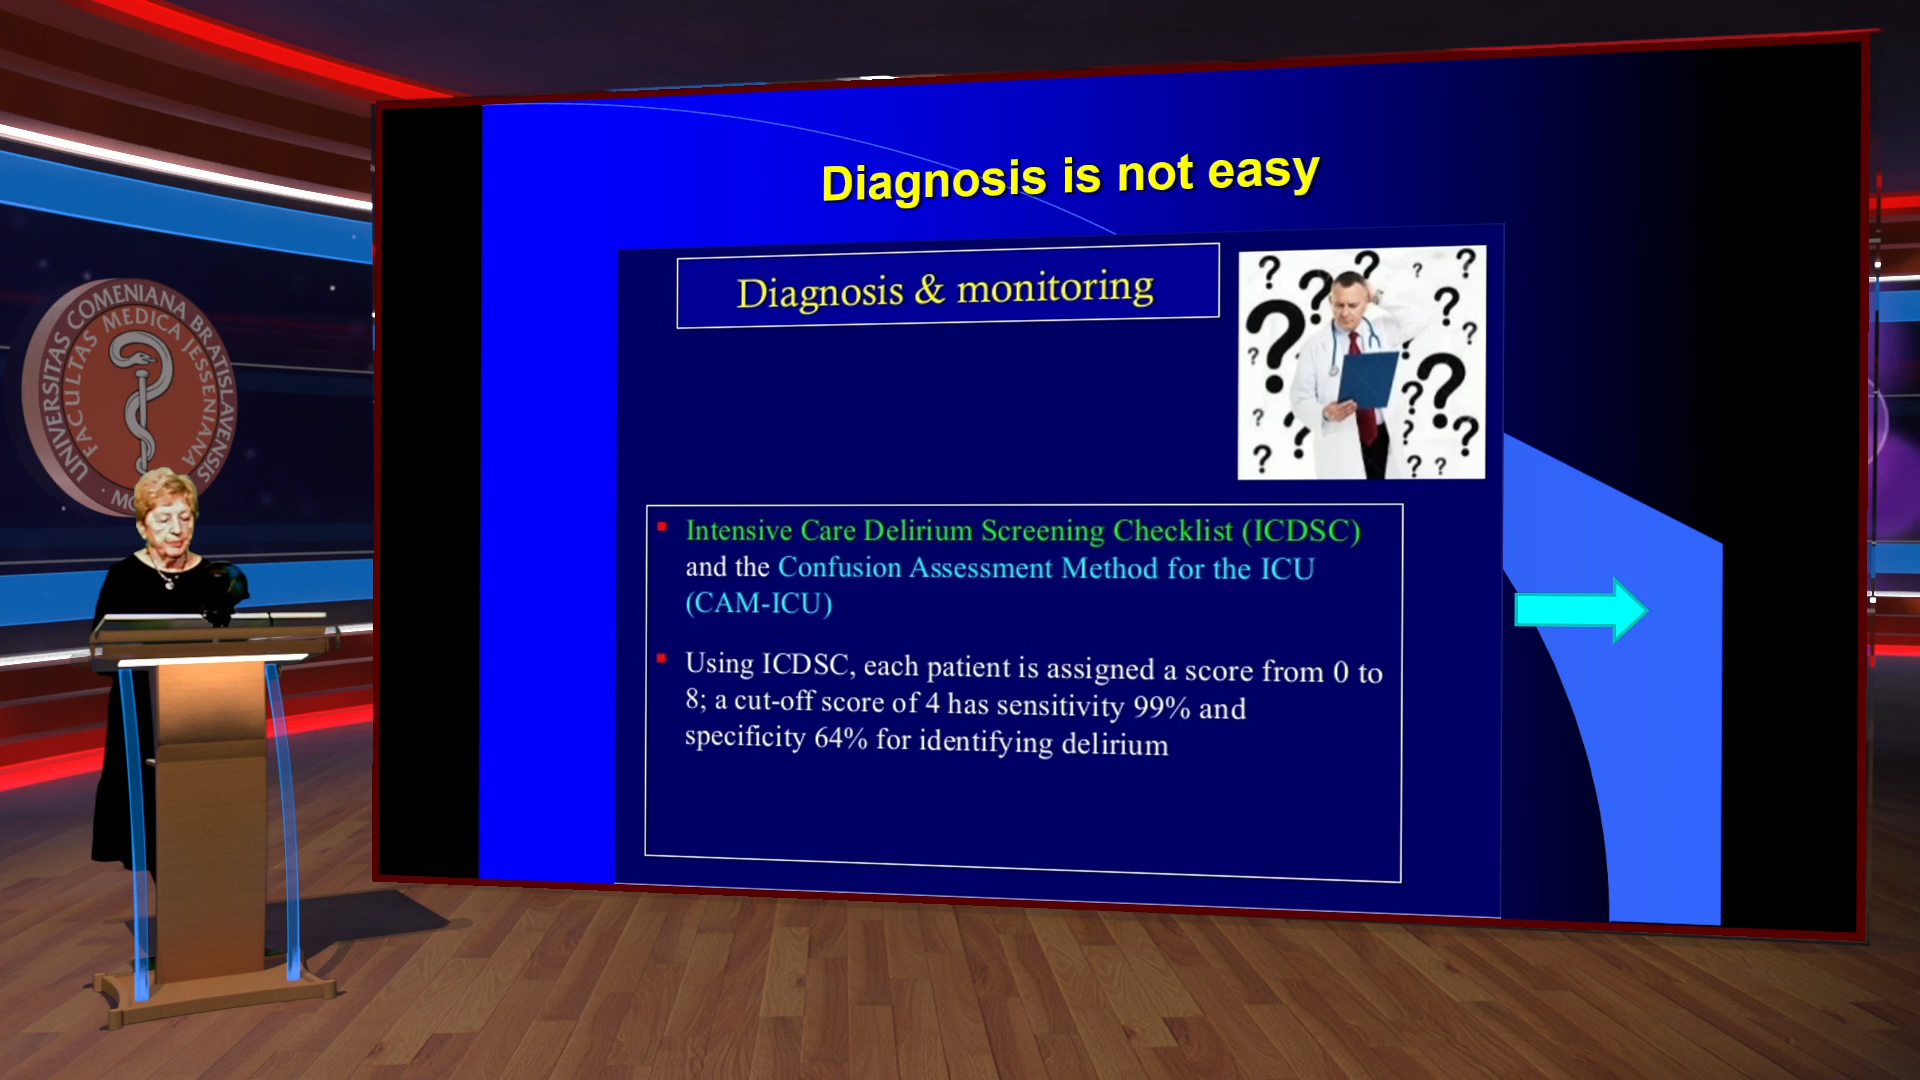 UNIVERSITAS COMENIANA BRATISLAVENSIS
FACULTAS MEDICA JESSENIANA
Diagnosis is not easy
Diagnosis & monitoring
Intensive Care Delirium Screening Checklist (ICDSC)
and the Confusion Assessment Method for the ICU
(CAM-ICU)
Using ICDSC, each patient is assigned a score from 0 to
8; a cut-off score of 4 has sensitivity 99% and
specificity 64% for identifying delirium